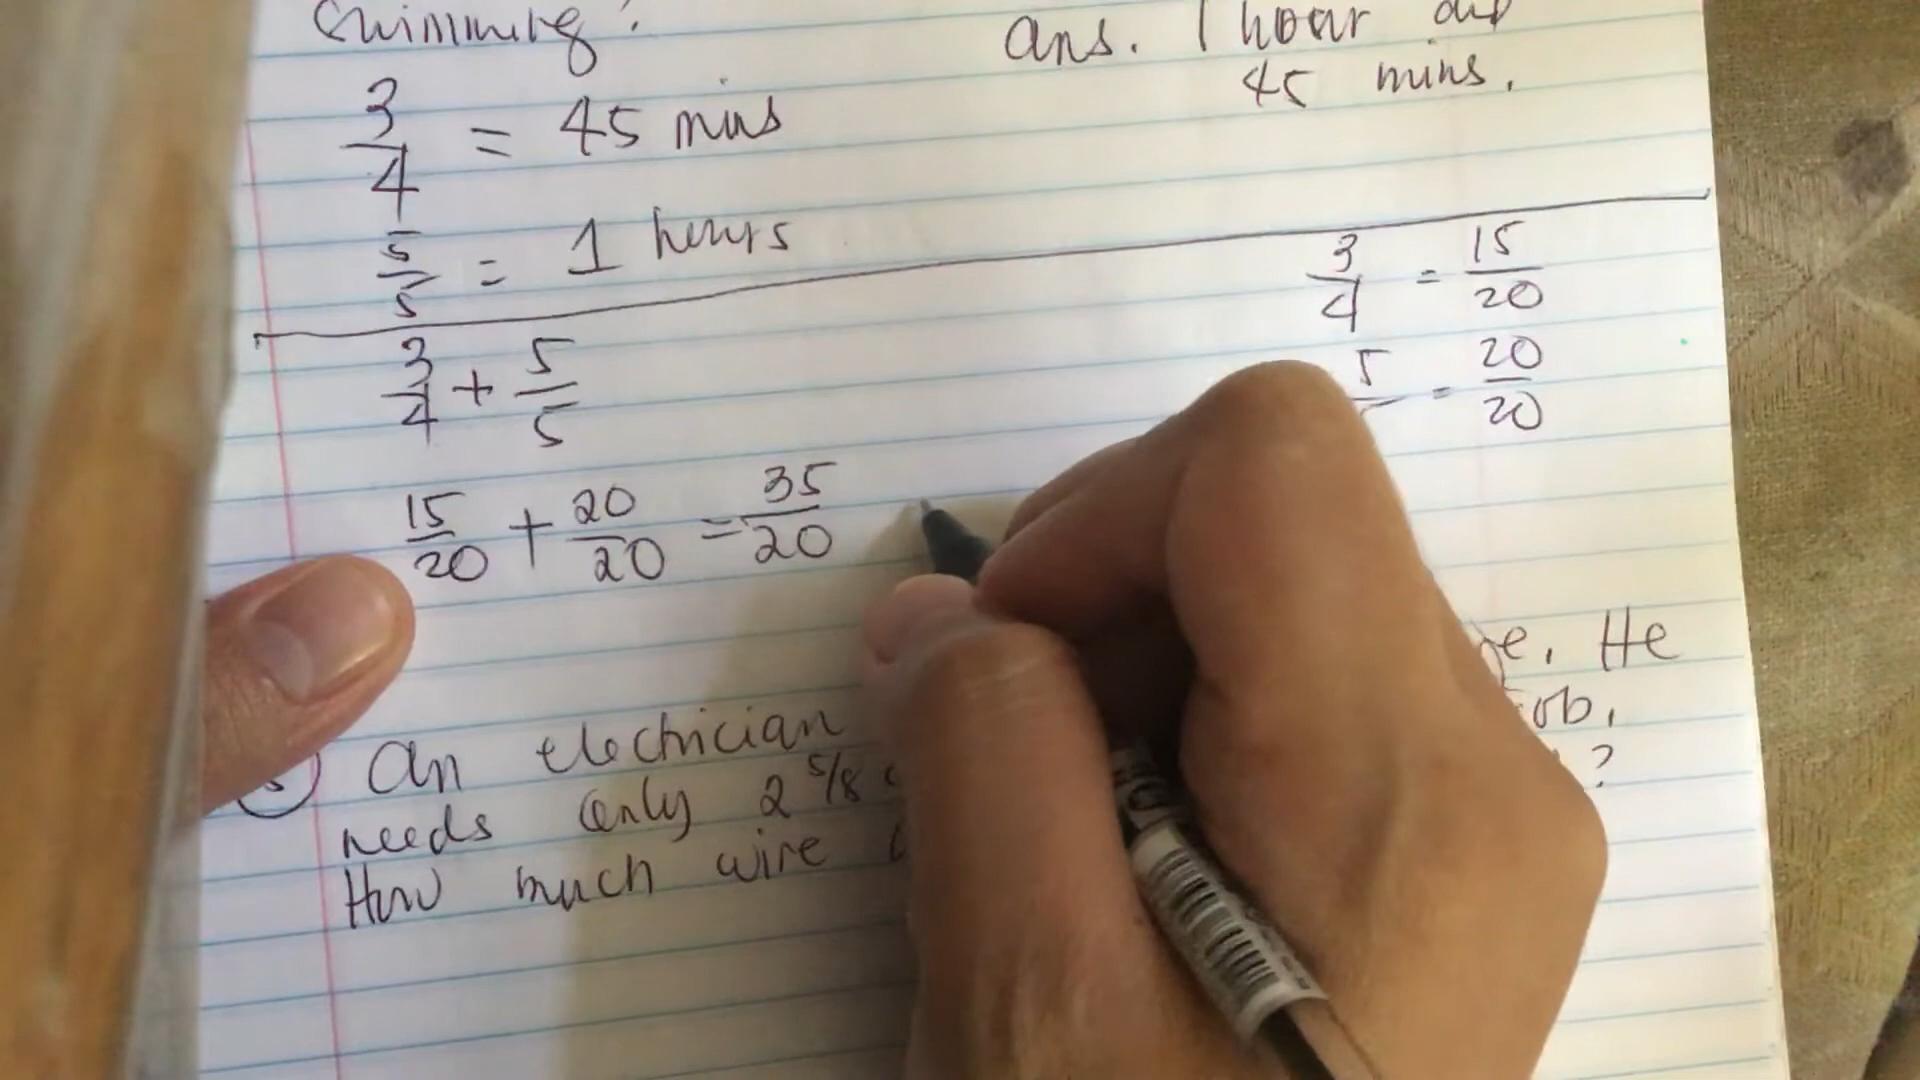 swimming?
ans. 1 hour and
45 mins.
3/4 = 45 mins
5/5 = 1 hours
3/4 = 15/20
3/4 + 5/5
5 = 20/20
15/20 + 20/20 = 35/20
He
An electrician
ob,
needs only 2 5/8
?
How much wire